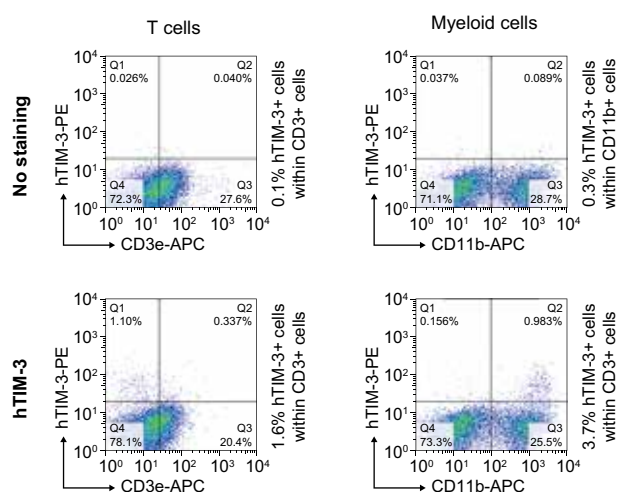 T cells
Myeloid cells
No staining
hTIM-3-PE
10⁴
10³
10²
10¹
10⁰
Q1
0.026%
Q2
0.040%
Q4
72.3%
Q3
27.6%
10⁰ 10¹ 10² 10³ 10⁴
CD3e-APC
0.1% hTIM-3+ cells
within CD3+ cells
hTIM-3-PE
10⁴
10³
10²
10¹
10⁰
Q1
0.037%
Q2
0.089%
Q4
71.1%
Q3
28.7%
10⁰ 10¹ 10² 10³ 10⁴
CD11b-APC
0.3% hTIM-3+ cells
within CD11b+ cells
hTIM-3
hTIM-3-PE
10⁴
10³
10²
10¹
10⁰
Q1
1.10%
Q2
0.337%
Q4
78.1%
Q3
20.4%
10⁰ 10¹ 10² 10³ 10⁴
CD3e-APC
1.6% hTIM-3+ cells
within CD3+ cells
hTIM-3-PE
10⁴
10³
10²
10¹
10⁰
Q1
0.156%
Q2
0.983%
Q4
73.3%
Q3
25.5%
10⁰ 10¹ 10² 10³ 10⁴
CD11b-APC
3.7% hTIM-3+ cells
within CD3+ cells